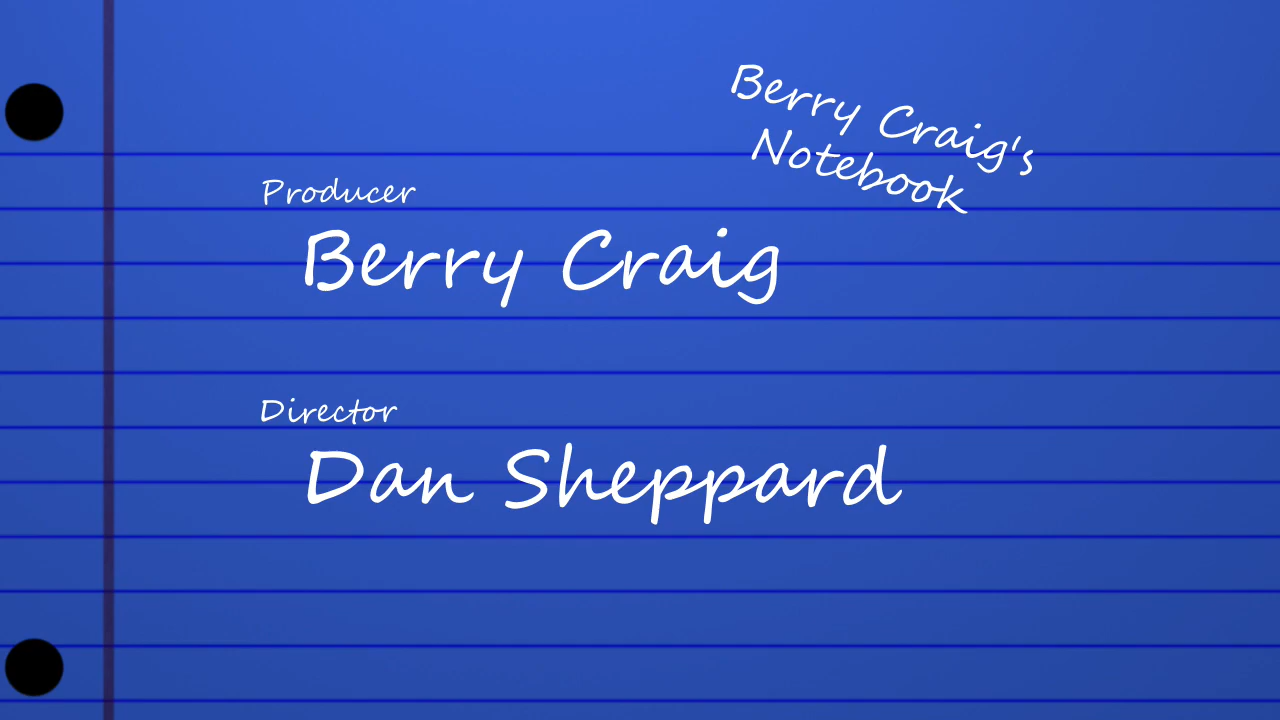 Berry Craig's
Notebook
Producer
Berry Craig
Director
Dan Sheppard